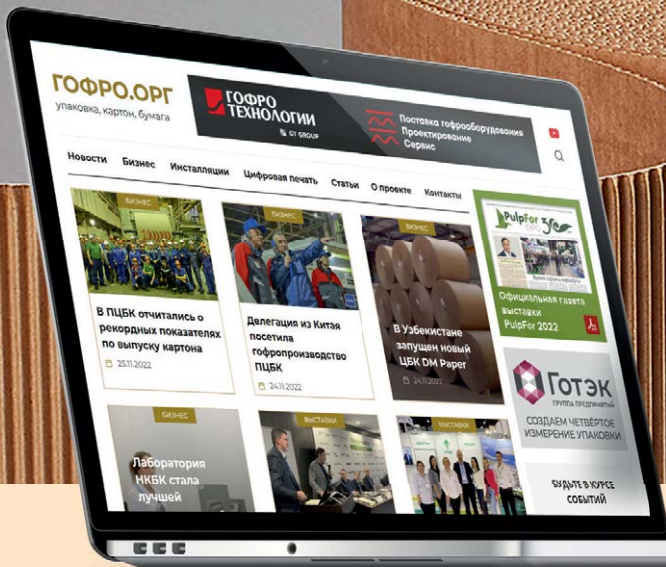 ГОФРО.ОРГ
упаковка, картон, бумага
ГОФРО
ТЕХНОЛОГИИ
GT GROUP
Поставка гофрооборудования
Проектирование
Сервис
Новости Бизнес Инсталляции Цифровая печать Статьи О проекте Контакты
БИЗНЕС
В ПЦБК отчитались о
рекордных показателях
по выпуску картона
25.11.2022
БИЗНЕС
Делегация из Китая
посетила
гофропроизводство
ПЦБК
24.11.2022
БИЗНЕС
В Узбекистане
запущен новый
ЦБК DM Paper
24.11.2022
PulpFor 30
EXPO
Официальная газета
выставки
PulpFor 2022
БИЗНЕС
Лаборатория
НКБК стала
лучшей
ВЫСТАВКИ
ВЫСТАВКИ
ГОТЭК
ГРУППА ПРЕДПРИЯТИЙ
СОЗДАЕМ ЧЕТВЁРТОЕ
ИЗМЕРЕНИЕ УПАКОВКИ
БУДЬТЕ В КУРСЕ
СОБЫТИЙ